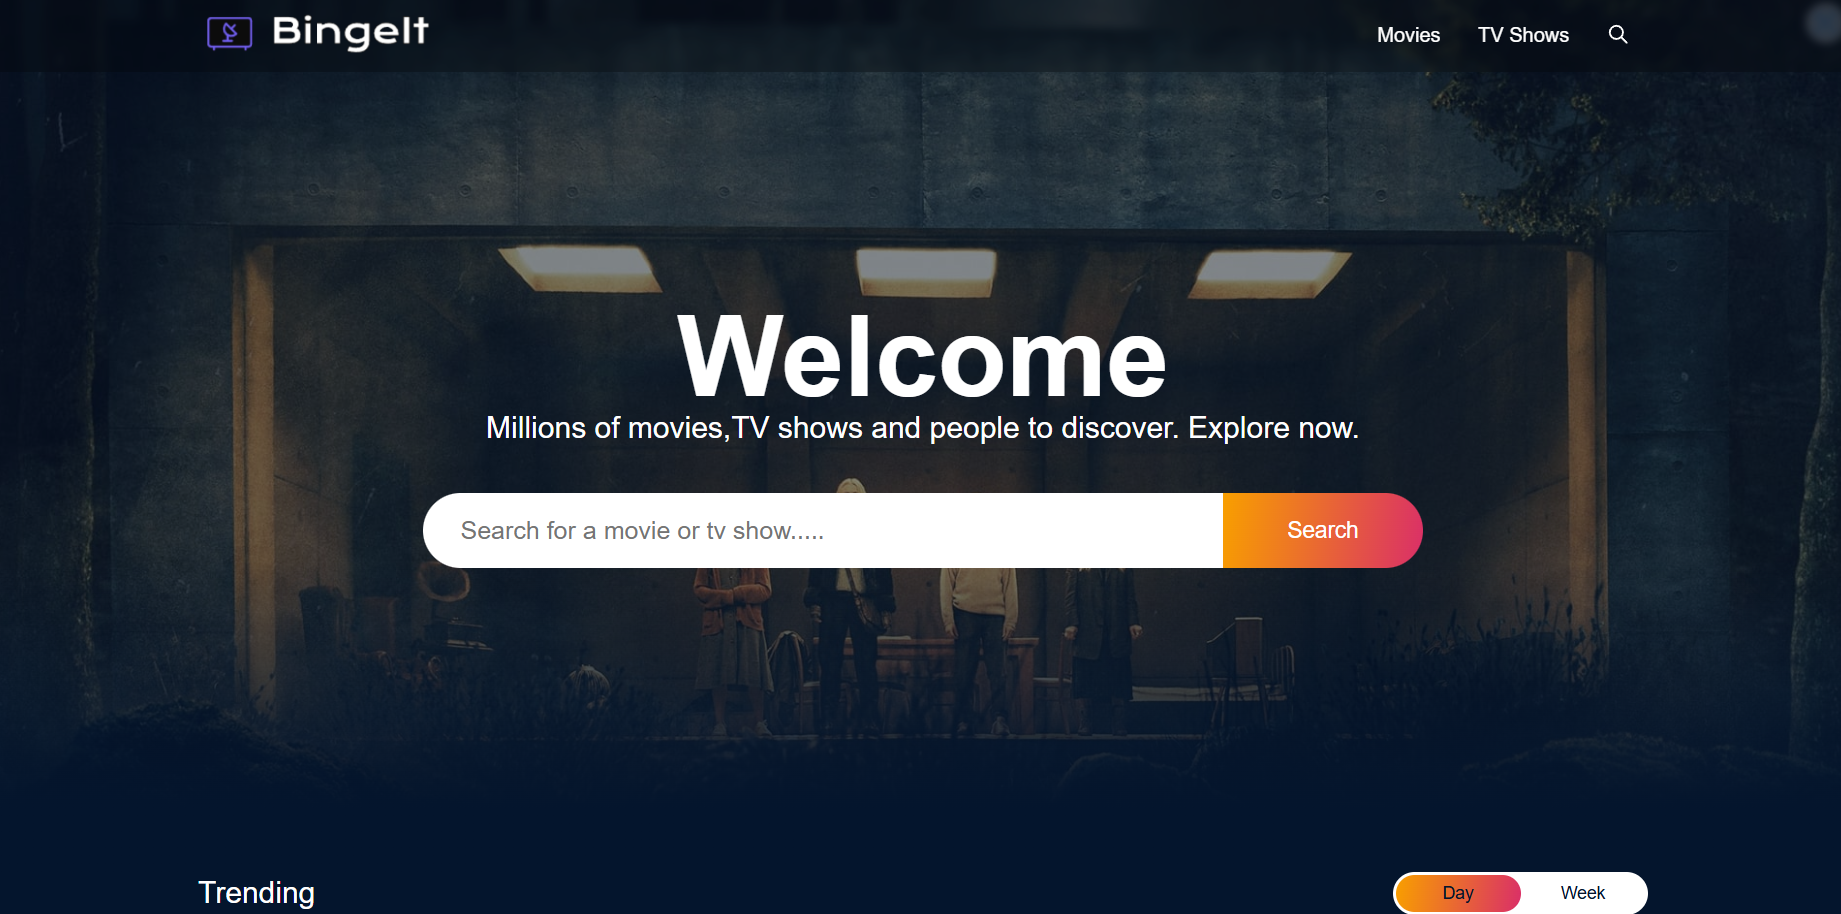 BingeIt
Movies TV Shows
Welcome
Millions of movies,TV shows and people to discover. Explore now.
Search for a movie or tv show..... Search
Trending Day Week